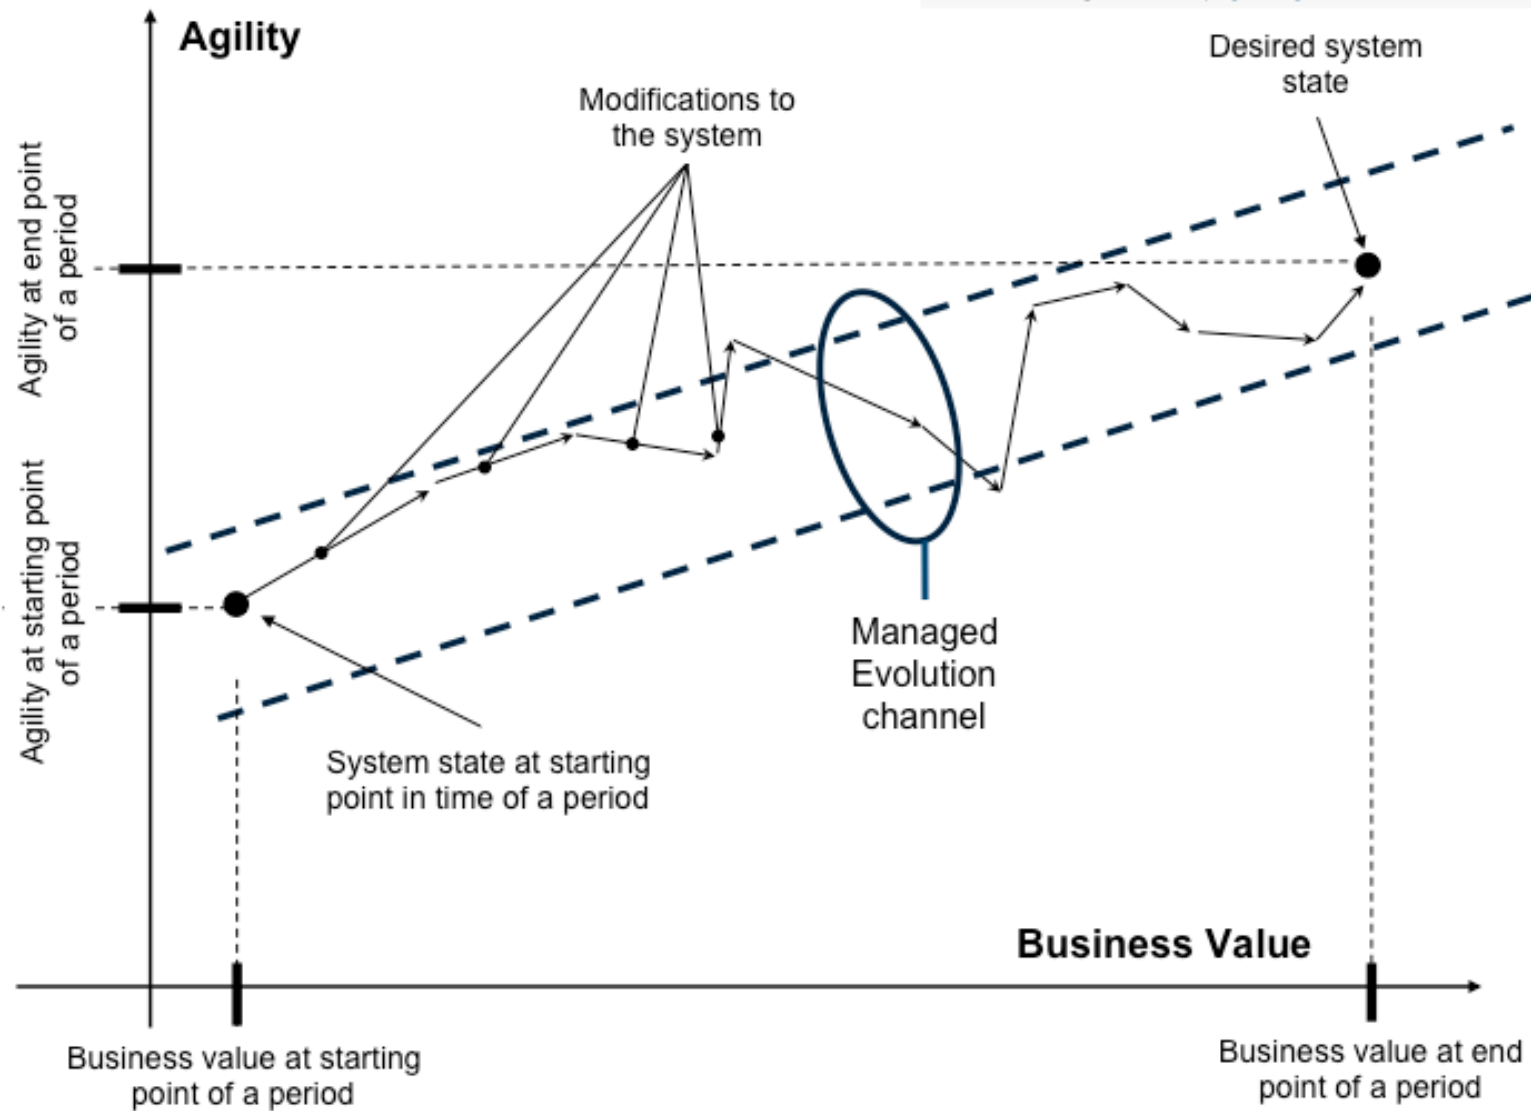 Agility
Desired system
state
Modifications to
the system
Agility at end point
of a period
Agility at starting point
of a period
Managed
Evolution
channel
System state at starting
point in time of a period
Business Value
Business value at starting
point of a period
Business value at end
point of a period